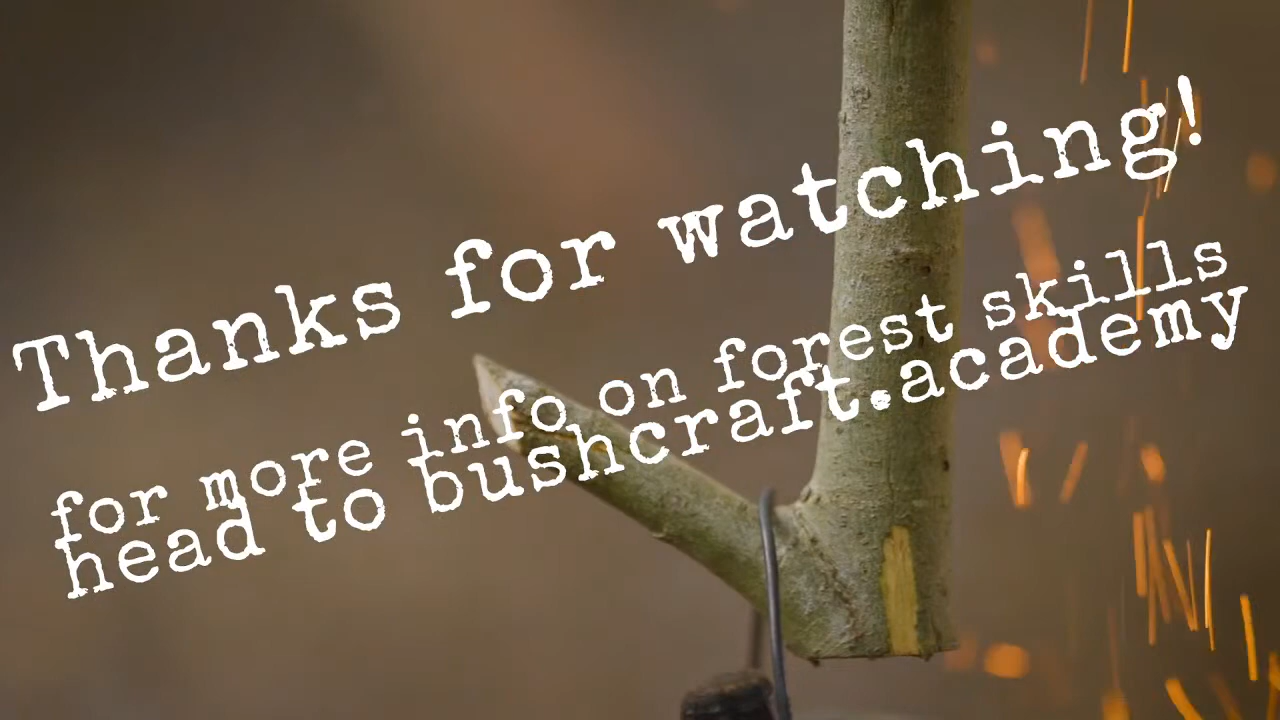 Thanks for watching!
for more info on forest skills
head to bushcraft.academy